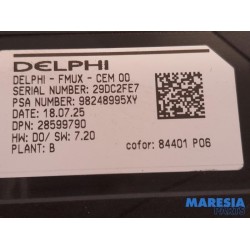 DELPHI
DELPHI - FMUX - CEM 00
SERIAL NUMBER: 29DC2FE7
PSA NUMBER: 98248995XY
DATE: 18.07.25
DPN: 28599790
HW: D0/ SW: 7.20
PLANT: B
cofor: 84401 P06
MARESIA
PARTS